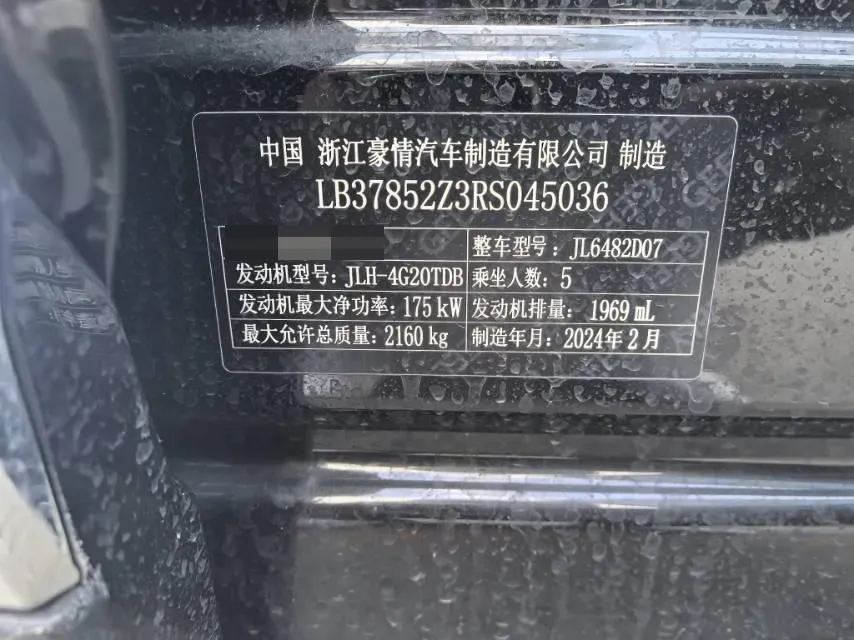 中国 浙江豪情汽车制造有限公司 制造
LB37852Z3RS045036
整车型号：JL6482D07
发动机型号：JLH-4G20TDB 乘坐人数：5
发动机最大净功率：175 kW 发动机排量：1969 mL
最大允许总质量：2160 kg 制造年月：2024年2月